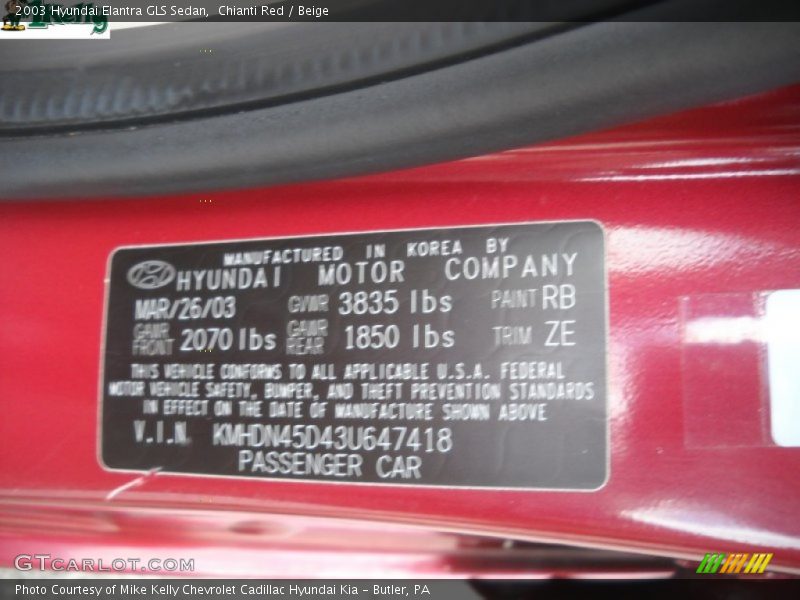 2003 Hyundai Elantra GLS Sedan, Chianti Red / Beige
MANUFACTURED IN KOREA BY
HYUNDAI MOTOR COMPANY
MAR/26/03 GVWR 3835 lbs PAINT RB
GAWR FRONT 2070 lbs GAWR REAR 1850 lbs TRIM ZE
THIS VEHICLE CONFORMS TO ALL APPLICABLE U.S.A. FEDERAL
MOTOR VEHICLE SAFETY, BUMPER, AND THEFT PREVENTION STANDARDS
IN EFFECT ON THE DATE OF MANUFACTURE SHOWN ABOVE
V.I.N. KMHDN45D43U647418
PASSENGER CAR
GTCARLOT.COM
Photo Courtesy of Mike Kelly Chevrolet Cadillac Hyundai Kia - Butler, PA